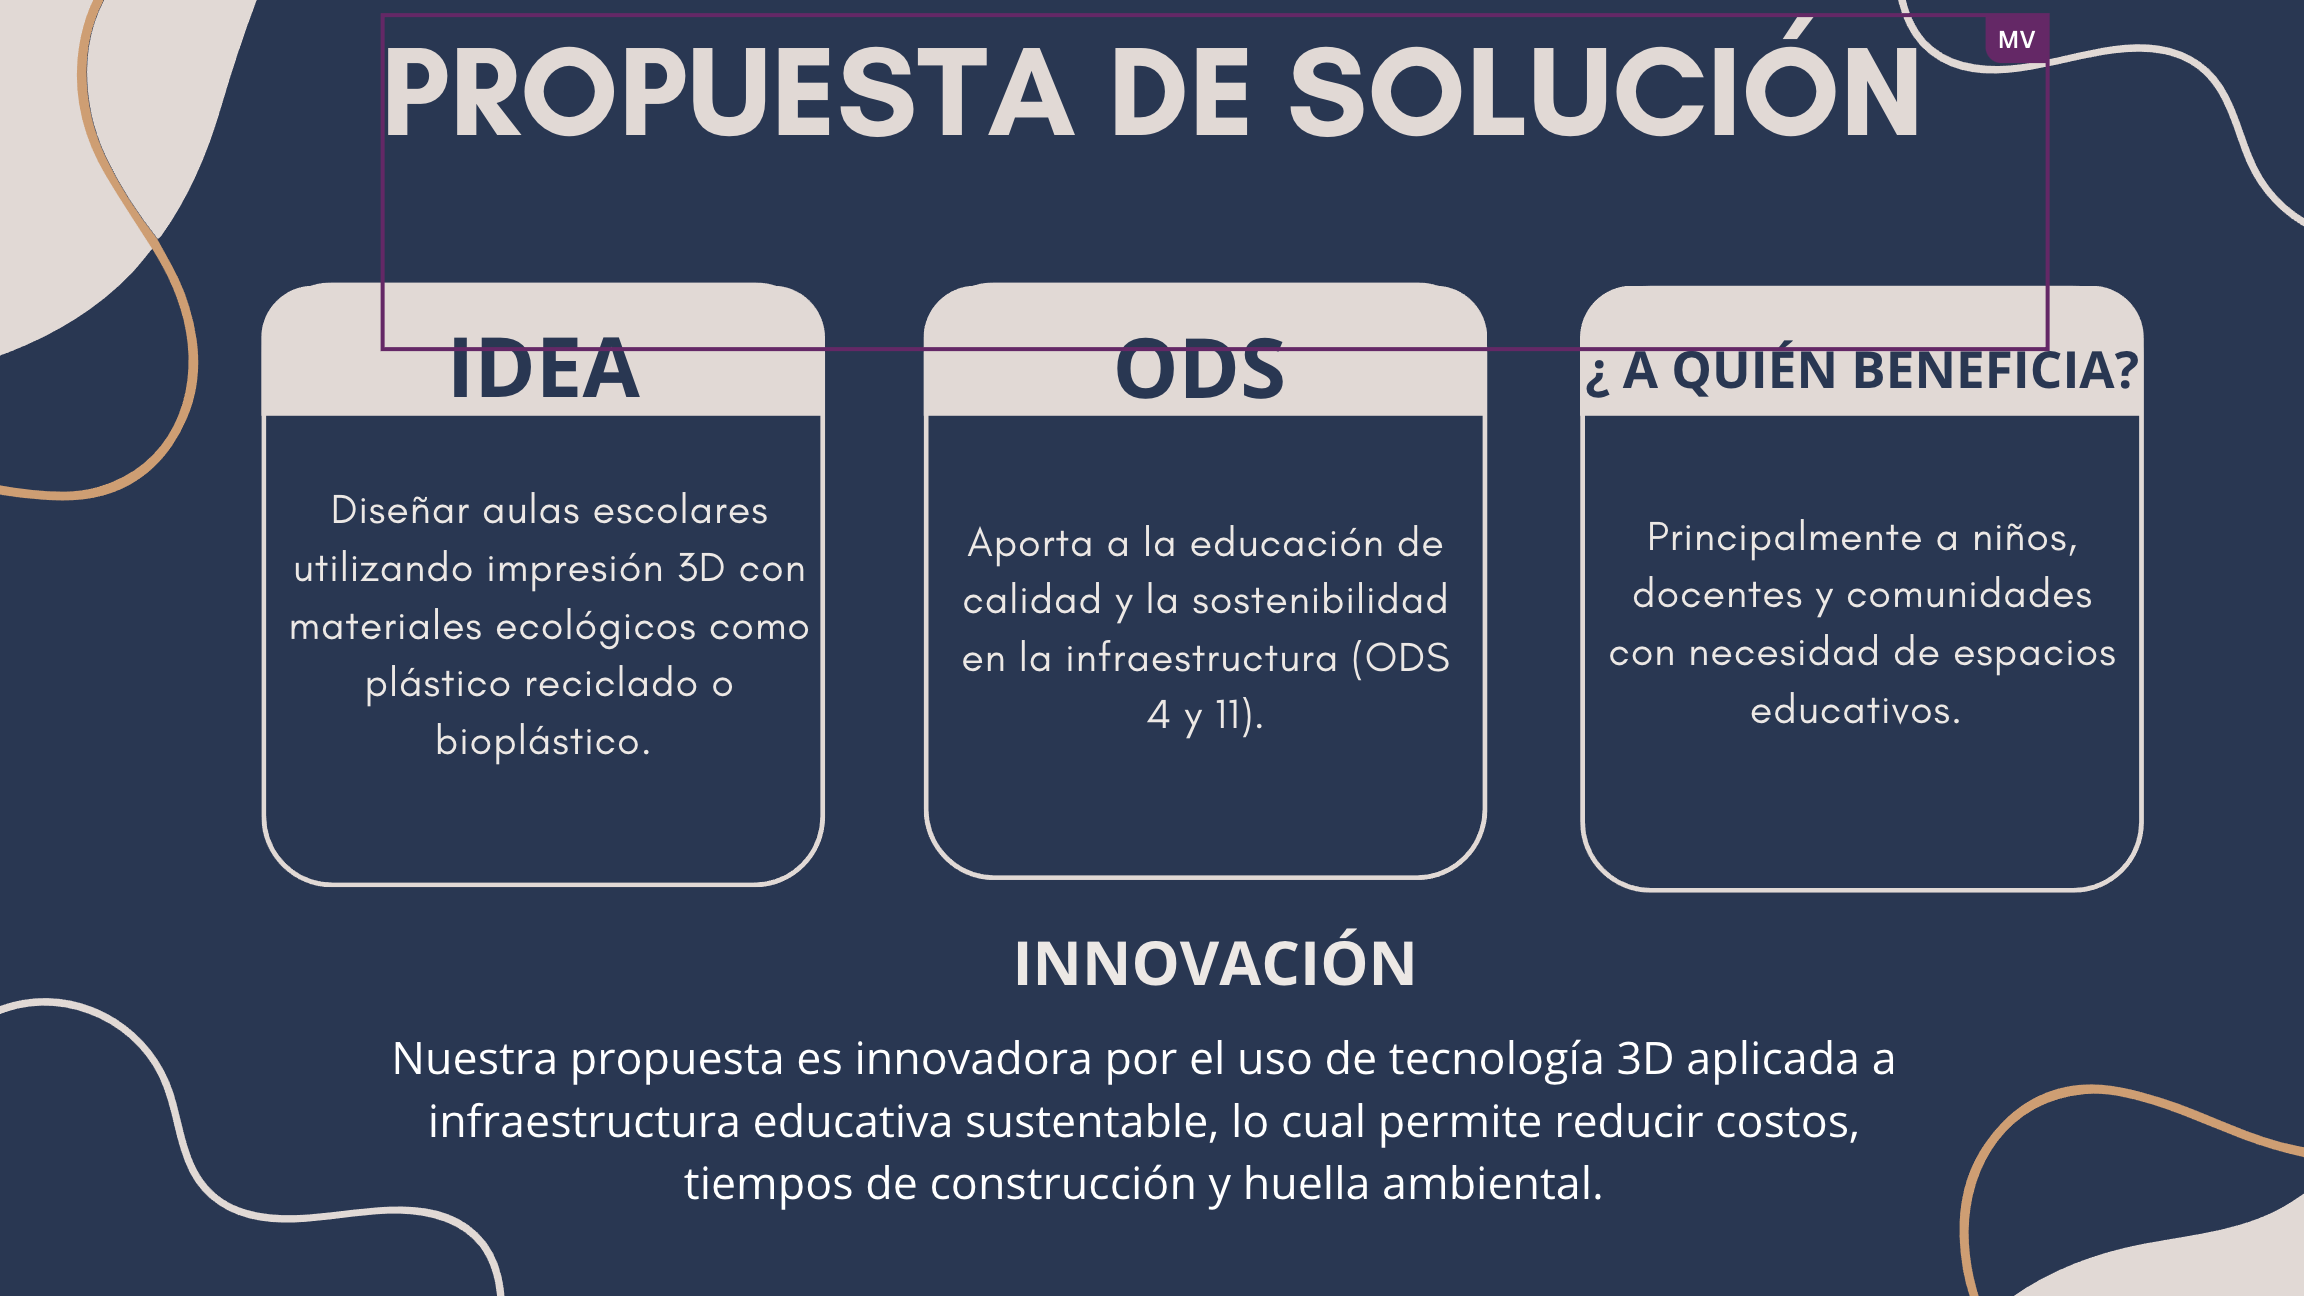 PROPUESTA DE SOLUCIÓN
MV
IDEA
Diseñar aulas escolares
utilizando impresión 3D con
materiales ecológicos como
plástico reciclado o
bioplástico.
ODS
Aporta a la educación de
calidad y la sostenibilidad
en la infraestructura (ODS
4 y 11).
¿ A QUIÉN BENEFICIA?
Principalmente a niños,
docentes y comunidades
con necesidad de espacios
educativos.
INNOVACIÓN
Nuestra propuesta es innovadora por el uso de tecnología 3D aplicada a
infraestructura educativa sustentable, lo cual permite reducir costos,
tiempos de construcción y huella ambiental.